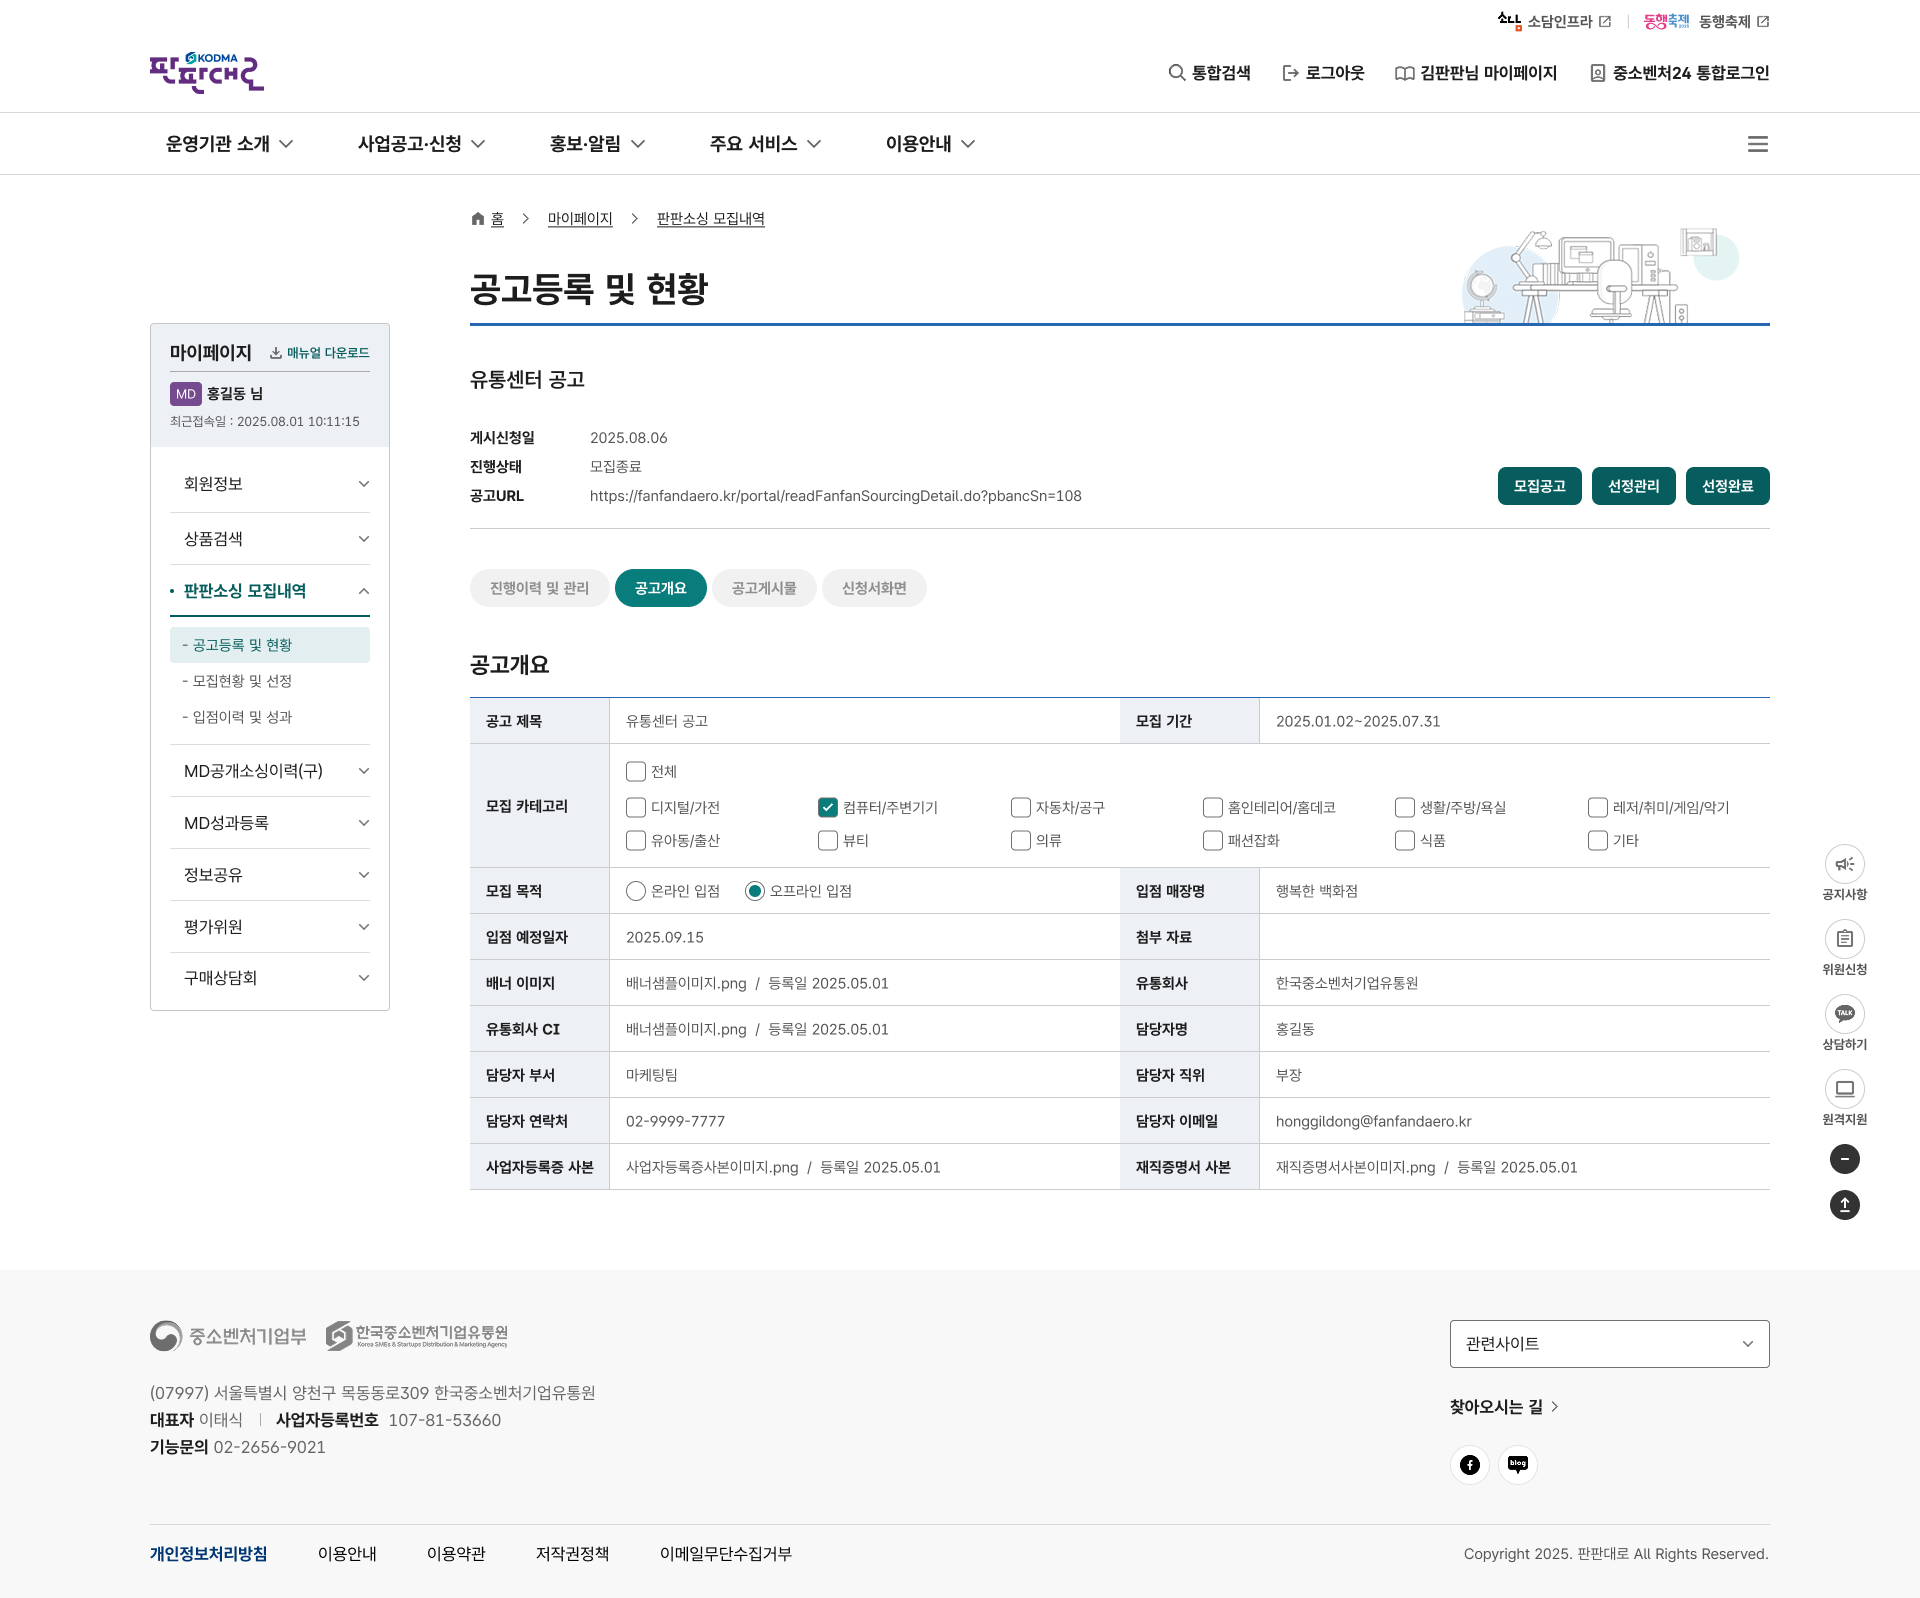 소담인프라
동행축제 2025 동행축제
KODMA
판판대로
통합검색
로그아웃
김판판님 마이페이지
중소벤처24 통합로그인
운영기관 소개
사업공고·신청
홍보·알림
주요 서비스
이용안내
홈
마이페이지
판판소싱 모집내역
공고등록 및 현황
마이페이지
매뉴얼 다운로드
MD 홍길동 님
최근접속일 : 2025.08.01 10:11:15
회원정보
상품검색
판판소싱 모집내역
- 공고등록 및 현황
- 모집현황 및 선정
- 입점이력 및 성과
MD공개소싱이력(구)
MD성과등록
정보공유
평가위원
구매상담회
유통센터 공고
게시신청일 2025.08.06
진행상태 모집종료
공고URL https://fanfandaero.kr/portal/readFanfanSourcingDetail.do?pbancSn=108
모집공고
선정관리
선정완료
진행이력 및 관리
공고개요
공고게시물
신청서화면
공고개요
공고 제목 유통센터 공고 모집 기간 2025.01.02~2025.07.31
모집 카테고리
전체
디지털/가전 컴퓨터/주변기기 자동차/공구 홈인테리어/홈데코 생활/주방/욕실 레저/취미/게임/악기
유아동/출산 뷰티 의류 패션잡화 식품 기타
모집 목적 온라인 입점 오프라인 입점 입점 매장명 행복한 백화점
입점 예정일자 2025.09.15 첨부 자료
배너 이미지 배너샘플이미지.png / 등록일 2025.05.01 유통회사 한국중소벤처기업유통원
유통회사 CI 배너샘플이미지.png / 등록일 2025.05.01 담당자명 홍길동
담당자 부서 마케팅팀 담당자 직위 부장
담당자 연락처 02-9999-7777 담당자 이메일 honggildong@fanfandaero.kr
사업자등록증 사본 사업자등록증사본이미지.png / 등록일 2025.05.01 재직증명서 사본 재직증명서사본이미지.png / 등록일 2025.05.01
공지사항
위원신청
TALK
상담하기
원격지원
중소벤처기업부
한국중소벤처기업유통원
Korea SMEs & Startups Distribution & Marketing Agency
(07997) 서울특별시 양천구 목동동로309 한국중소벤처기업유통원
대표자 이태식 사업자등록번호 107-81-53660
기능문의 02-2656-9021
관련사이트
찾아오시는 길
blog
개인정보처리방침
이용안내
이용약관
저작권정책
이메일무단수집거부
Copyright 2025. 판판대로 All Rights Reserved.